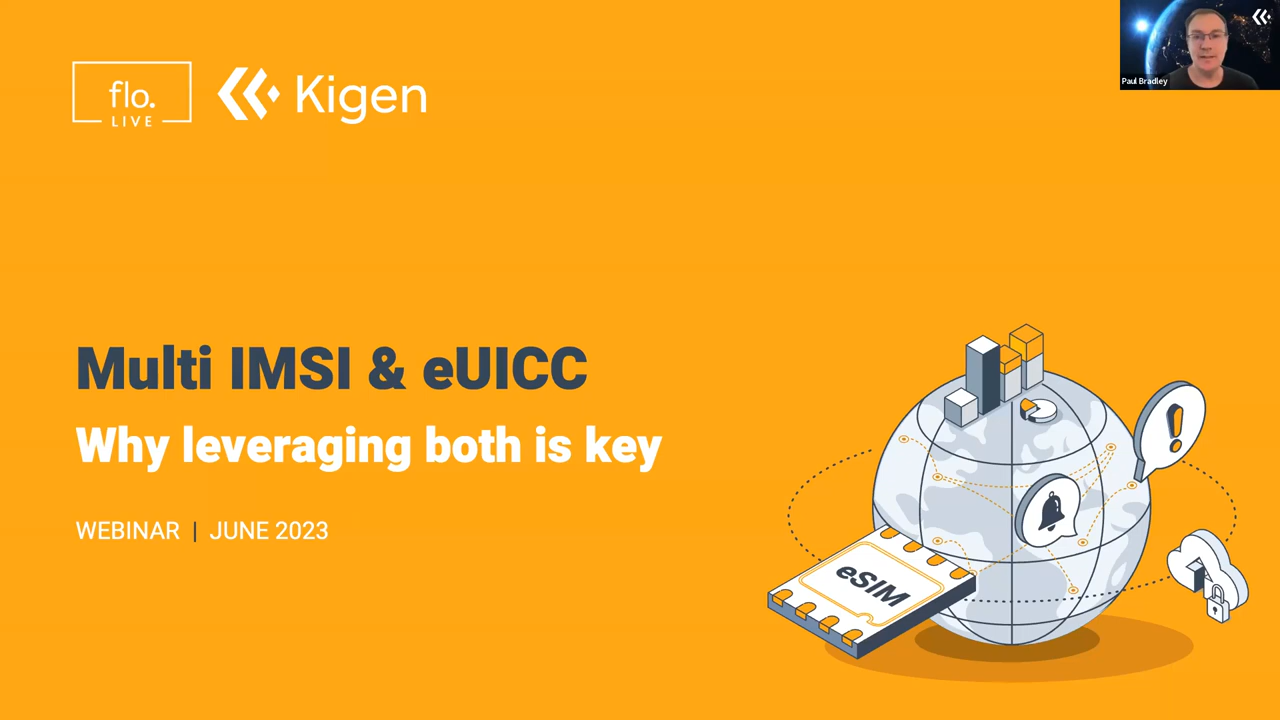 flo.
LIVE
Kigen
Paul Bradley
Multi IMSI & eUICC
Why leveraging both is key
WEBINAR | JUNE 2023
eSIM